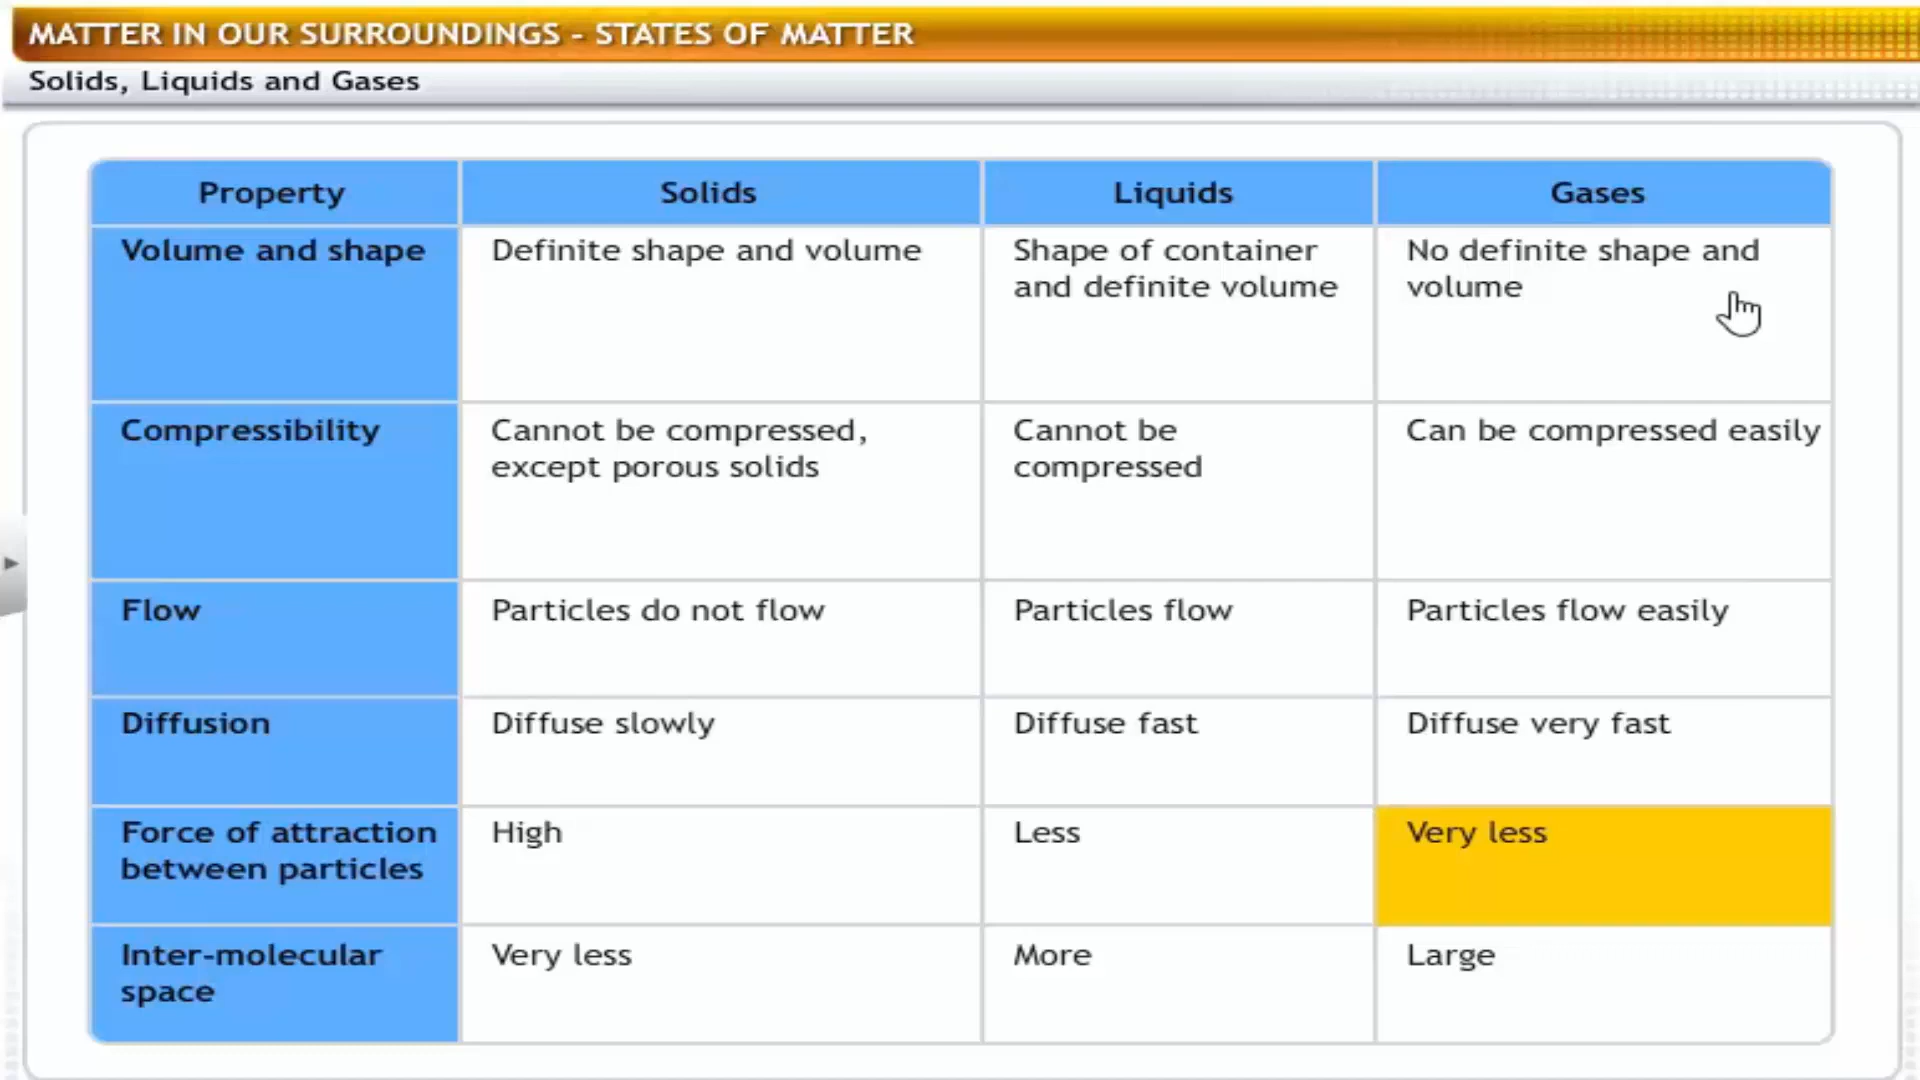 MATTER IN OUR SURROUNDINGS - STATES OF MATTER
Solids, Liquids and Gases
Property
Solids
Liquids
Gases
Volume and shape
Definite shape and volume
Shape of container
and definite volume
No definite shape and
volume
Compressibility
Cannot be compressed,
except porous solids
Cannot be
compressed
Can be compressed easily
Flow
Particles do not flow
Particles flow
Particles flow easily
Diffusion
Diffuse slowly
Diffuse fast
Diffuse very fast
Force of attraction
between particles
High
Less
Very less
Inter-molecular
space
Very less
More
Large